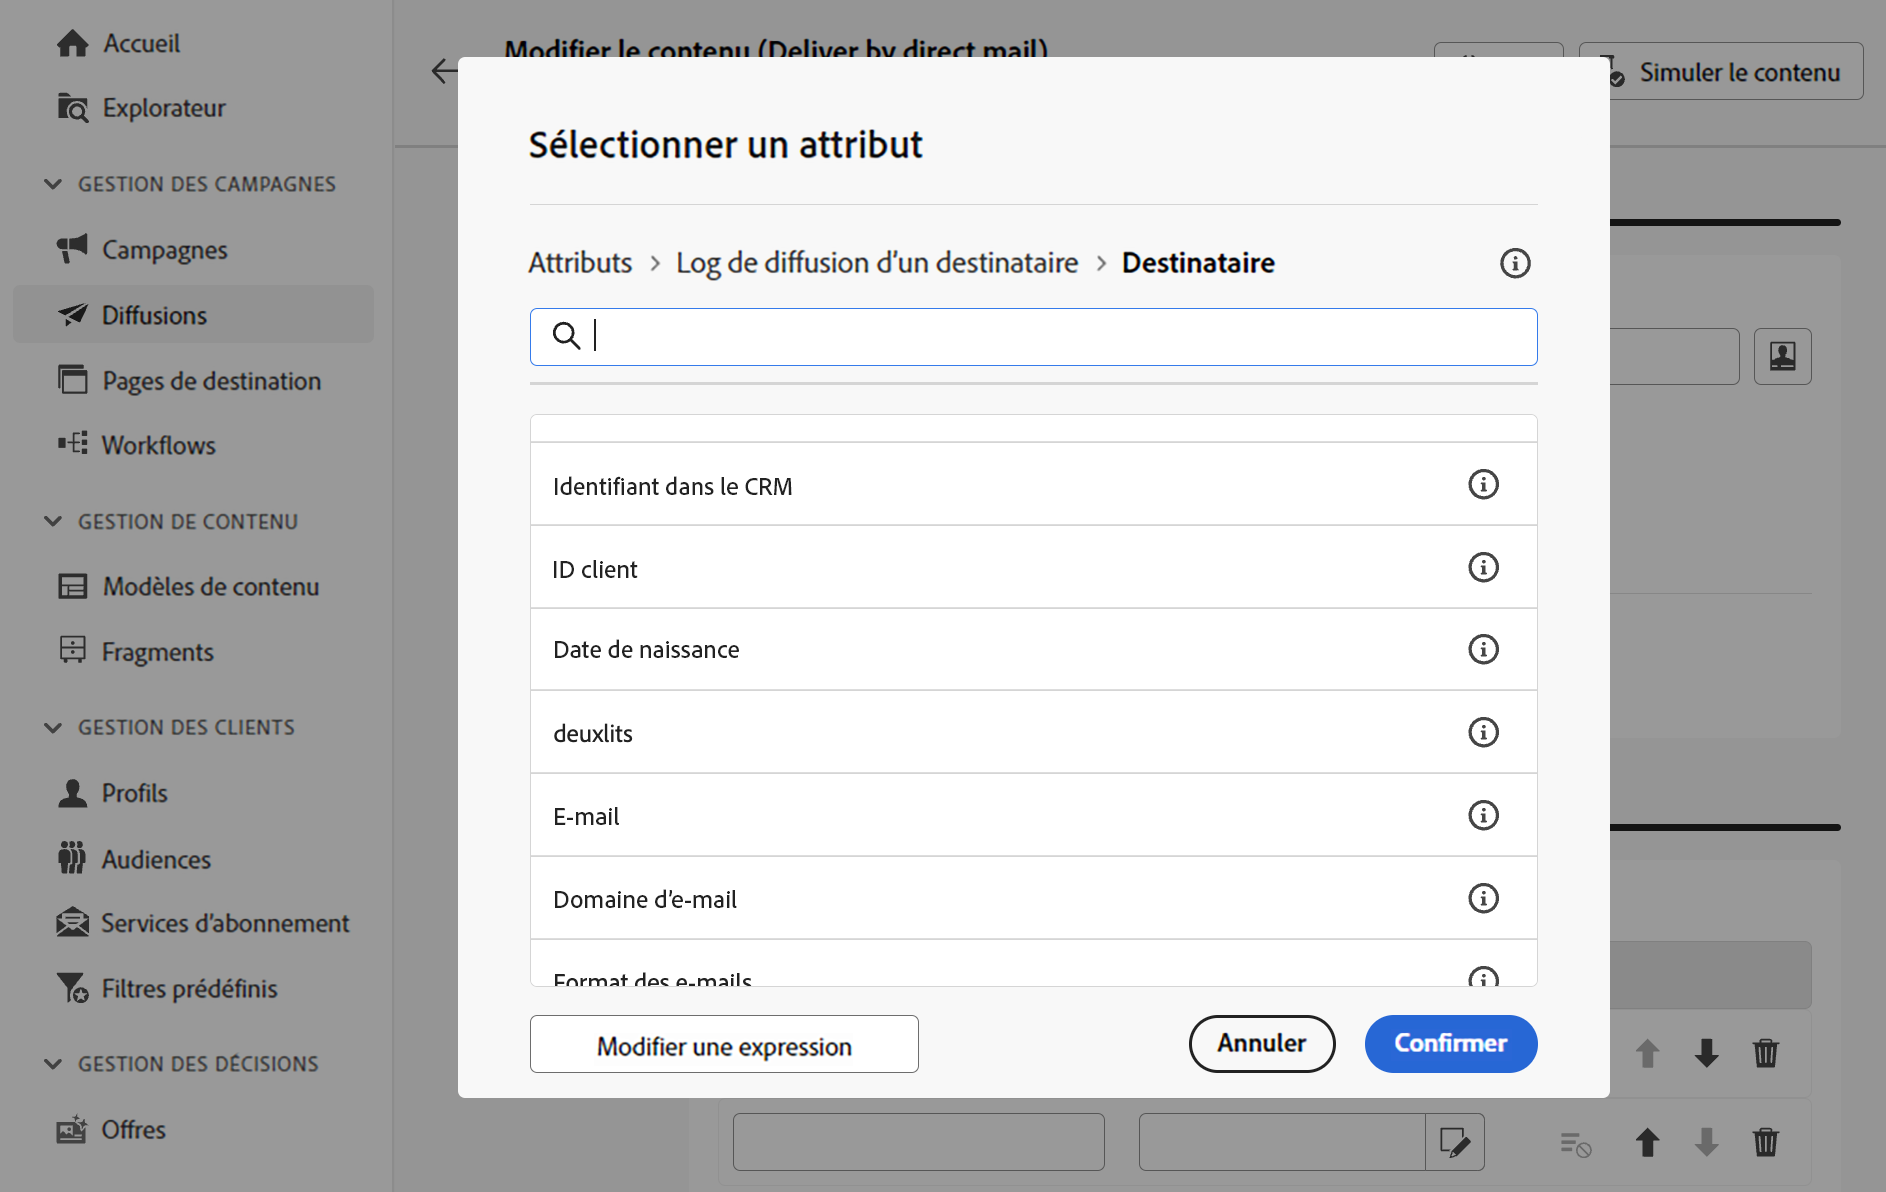 Accueil
Explorateur
GESTION DES CAMPAGNES
Campagnes
Diffusions
Pages de destination
Workflows
GESTION DE CONTENU
Modèles de contenu
Fragments
GESTION DES CLIENTS
Profils
Audiences
Services d’abonnement
Filtres prédéfinis
GESTION DES DÉCISIONS
Offres
Modifier le contenu (Deliver by direct mail)
Simuler le contenu
Sélectionner un attribut
Attributs > Log de diffusion d’un destinataire > Destinataire
Identifiant dans le CRM
ID client
Date de naissance
deuxlits
E-mail
Domaine d’e-mail
Format des e-mails
Modifier une expression
Annuler
Confirmer